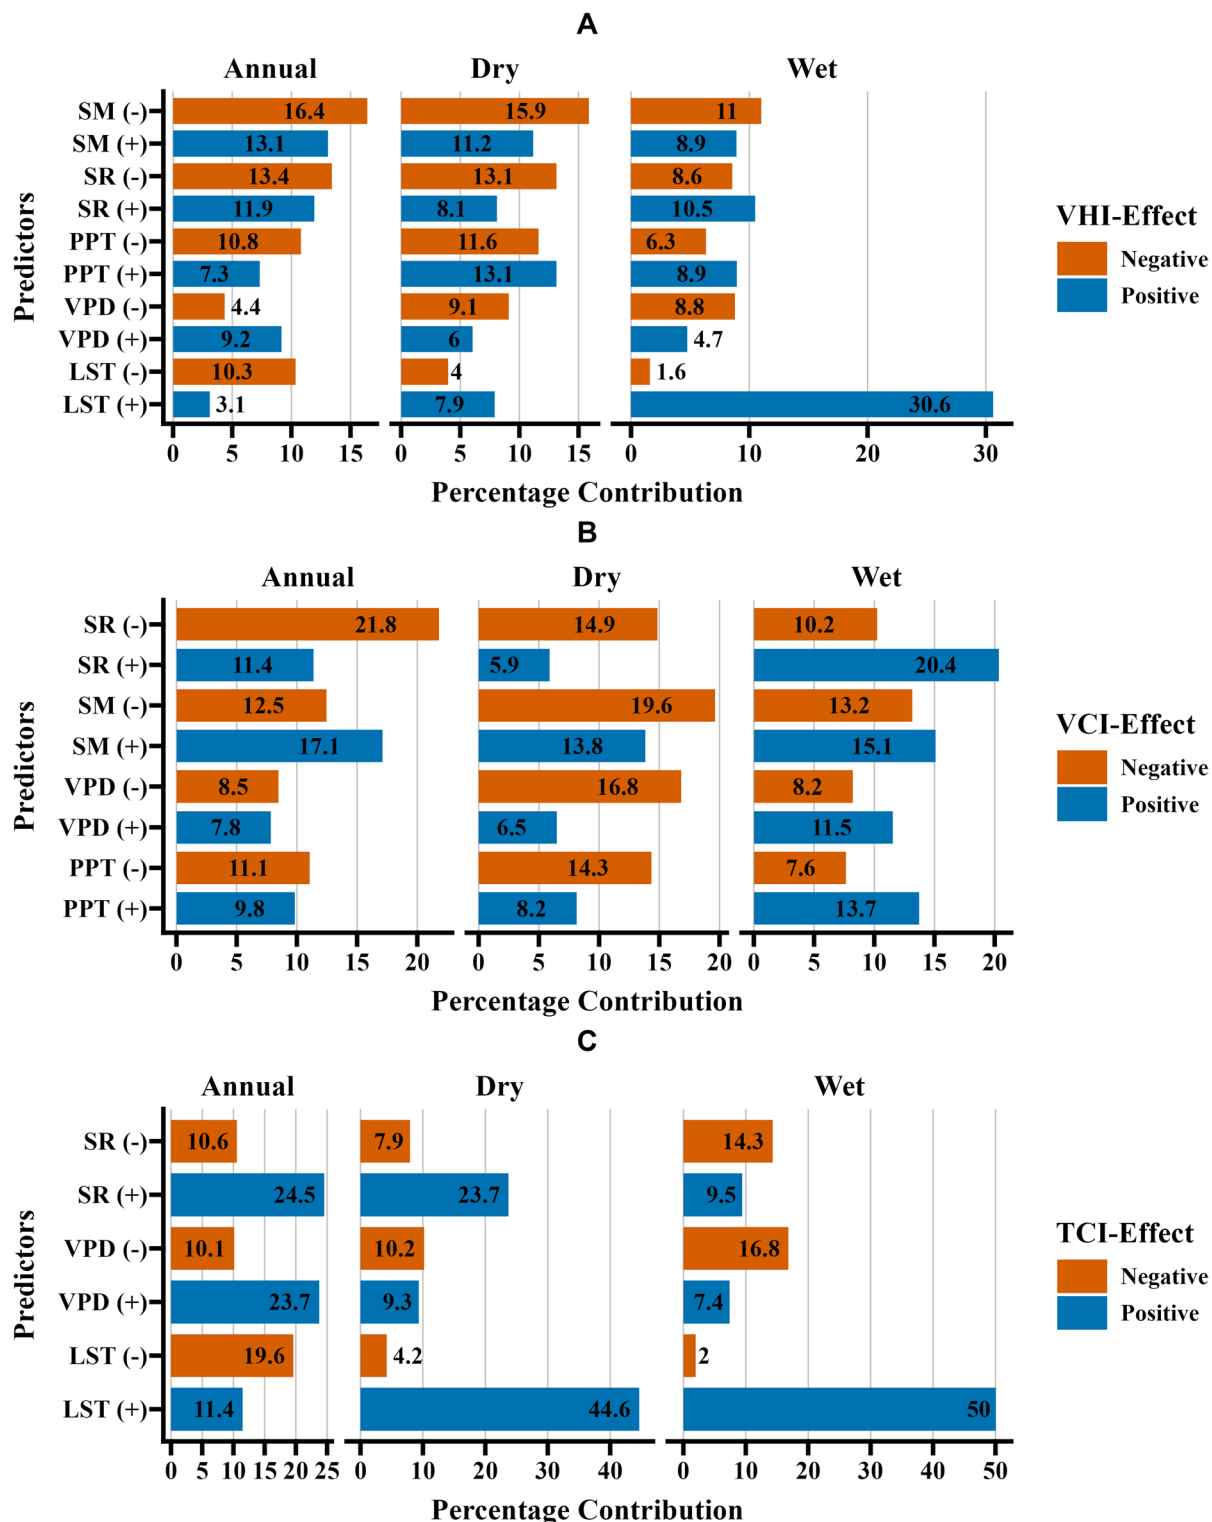 A
Annual Dry Wet
SM (-) 16.4 15.9 11
SM (+) 13.1 11.2 8.9
SR (-) 13.4 13.1 8.6
SR (+) 11.9 8.1 10.5
PPT (-) 10.8 11.6 6.3
PPT (+) 7.3 13.1 8.9
VPD (-) 4.4 9.1 8.8
VPD (+) 9.2 6 4.7
LST (-) 10.3 4 1.6
LST (+) 3.1 7.9 30.6
0 5 10 15 0 5 10 15 0 10 20 30
Percentage Contribution
Predictors
VHI-Effect
Negative
Positive
B
Annual Dry Wet
SR (-) 21.8 14.9 10.2
SR (+) 11.4 5.9 20.4
SM (-) 12.5 19.6 13.2
SM (+) 17.1 13.8 15.1
VPD (-) 8.5 16.8 8.2
VPD (+) 7.8 6.5 11.5
PPT (-) 11.1 14.3 7.6
PPT (+) 9.8 8.2 13.7
0 5 10 15 20 0 5 10 15 20 0 5 10 15 20
Percentage Contribution
Predictors
VCI-Effect
Negative
Positive
C
Annual Dry Wet
SR (-) 10.6 7.9 14.3
SR (+) 24.5 23.7 9.5
VPD (-) 10.1 10.2 16.8
VPD (+) 23.7 9.3 7.4
LST (-) 19.6 4.2 2
LST (+) 11.4 44.6 50
0 5 10 15 20 25 0 10 20 30 40 0 10 20 30 40 50
Percentage Contribution
Predictors
TCI-Effect
Negative
Positive